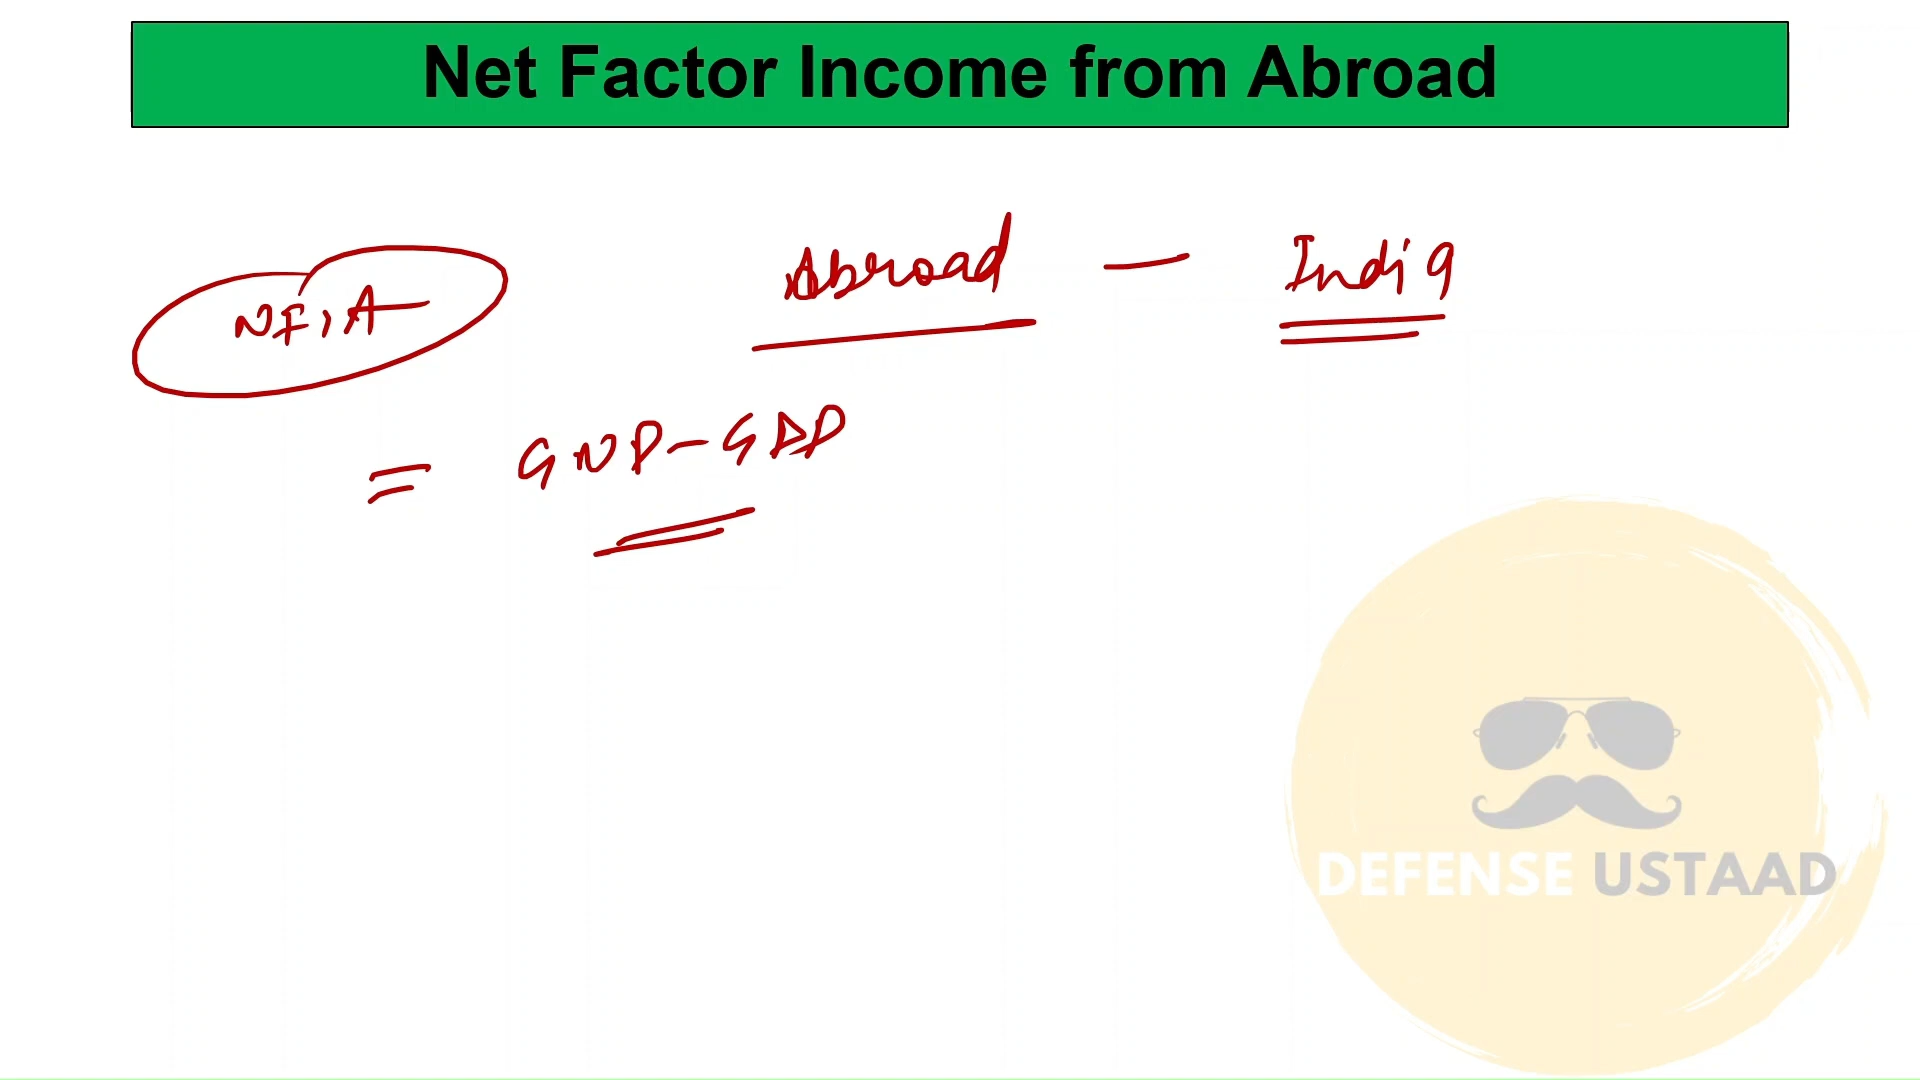 Net Factor Income from Abroad
Abroad - India
NFIA
= GNP - GDP
DEFENSE USTAAD